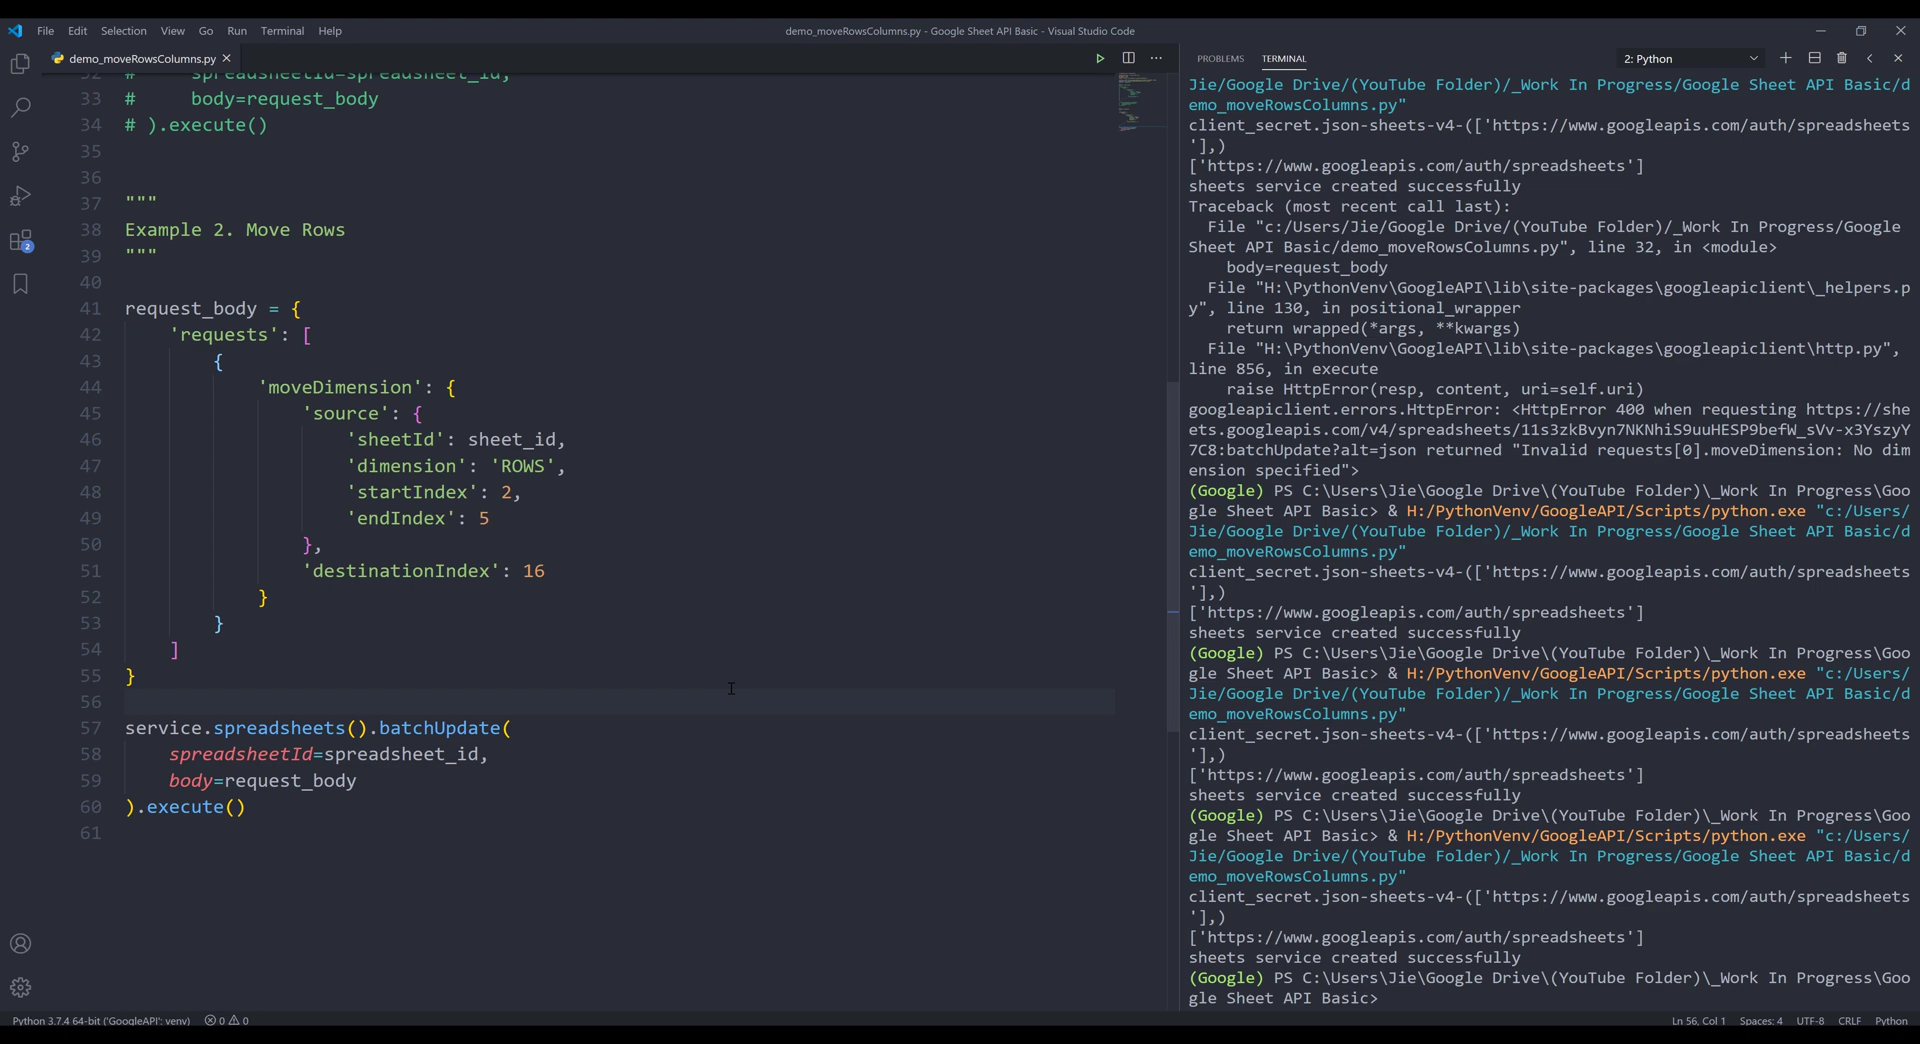 File Edit Selection View Go Run Terminal Help
demo_moveRowsColumns.py - Google Sheet API Basic - Visual Studio Code
demo_moveRowsColumns.py
32 # spreadsheetId=spreadsheet_id,
33 # body=request_body
34 # ).execute()
35
36
37 """
38 Example 2. Move Rows
39 """
40
41 request_body = {
42 'requests': [
43 {
44 'moveDimension': {
45 'source': {
46 'sheetId': sheet_id,
47 'dimension': 'ROWS',
48 'startIndex': 2,
49 'endIndex': 5
50 },
51 'destinationIndex': 16
52 }
53 }
54 ]
55 }
56
57 service.spreadsheets().batchUpdate(
58 spreadsheetId=spreadsheet_id,
59 body=request_body
60 ).execute()
61
2
PROBLEMS TERMINAL 2: Python
Jie/Google Drive/(YouTube Folder)/_Work In Progress/Google Sheet API Basic/d
emo_moveRowsColumns.py"
client_secret.json-sheets-v4-(['https://www.googleapis.com/auth/spreadsheets
'],)
['https://www.googleapis.com/auth/spreadsheets']
sheets service created successfully
Traceback (most recent call last):
File "c:/Users/Jie/Google Drive/(YouTube Folder)/_Work In Progress/Google
Sheet API Basic/demo_moveRowsColumns.py", line 32, in <module>
body=request_body
File "H:\PythonVenv\GoogleAPI\lib\site-packages\googleapiclient\_helpers.p
y", line 130, in positional_wrapper
return wrapped(*args, **kwargs)
File "H:\PythonVenv\GoogleAPI\lib\site-packages\googleapiclient\http.py",
line 856, in execute
raise HttpError(resp, content, uri=self.uri)
googleapiclient.errors.HttpError: <HttpError 400 when requesting https://she
ets.googleapis.com/v4/spreadsheets/11s3zkBvyn7NKNhiS9uuHESP9befW_sVv-x3YszyY
7C8:batchUpdate?alt=json returned "Invalid requests[0].moveDimension: No dim
ension specified">
(Google) PS C:\Users\Jie\Google Drive\(YouTube Folder)\_Work In Progress\Goo
gle Sheet API Basic> & H:/PythonVenv/GoogleAPI/Scripts/python.exe "c:/Users/
Jie/Google Drive/(YouTube Folder)/_Work In Progress/Google Sheet API Basic/d
emo_moveRowsColumns.py"
client_secret.json-sheets-v4-(['https://www.googleapis.com/auth/spreadsheets
'],)
['https://www.googleapis.com/auth/spreadsheets']
sheets service created successfully
(Google) PS C:\Users\Jie\Google Drive\(YouTube Folder)\_Work In Progress\Goo
gle Sheet API Basic> & H:/PythonVenv/GoogleAPI/Scripts/python.exe "c:/Users/
Jie/Google Drive/(YouTube Folder)/_Work In Progress/Google Sheet API Basic/d
emo_moveRowsColumns.py"
client_secret.json-sheets-v4-(['https://www.googleapis.com/auth/spreadsheets
'],)
['https://www.googleapis.com/auth/spreadsheets']
sheets service created successfully
(Google) PS C:\Users\Jie\Google Drive\(YouTube Folder)\_Work In Progress\Goo
gle Sheet API Basic> & H:/PythonVenv/GoogleAPI/Scripts/python.exe "c:/Users/
Jie/Google Drive/(YouTube Folder)/_Work In Progress/Google Sheet API Basic/d
emo_moveRowsColumns.py"
client_secret.json-sheets-v4-(['https://www.googleapis.com/auth/spreadsheets
'],)
['https://www.googleapis.com/auth/spreadsheets']
sheets service created successfully
(Google) PS C:\Users\Jie\Google Drive\(YouTube Folder)\_Work In Progress\Goo
gle Sheet API Basic>
Python 3.7.4 64-bit ('GoogleAPI': venv) 0 0 Ln 56, Col 1 Spaces: 4 UTF-8 CRLF Python